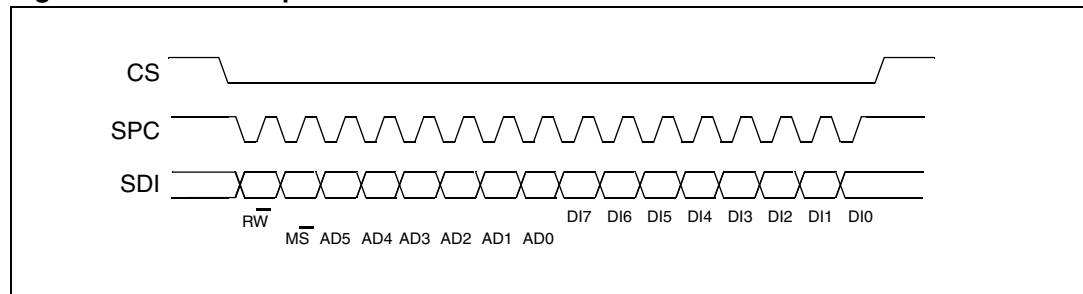 CS
SPC
SDI
RW DI7 DI6 DI5 DI4 DI3 DI2 DI1 DI0
MS AD5 AD4 AD3 AD2 AD1 AD0